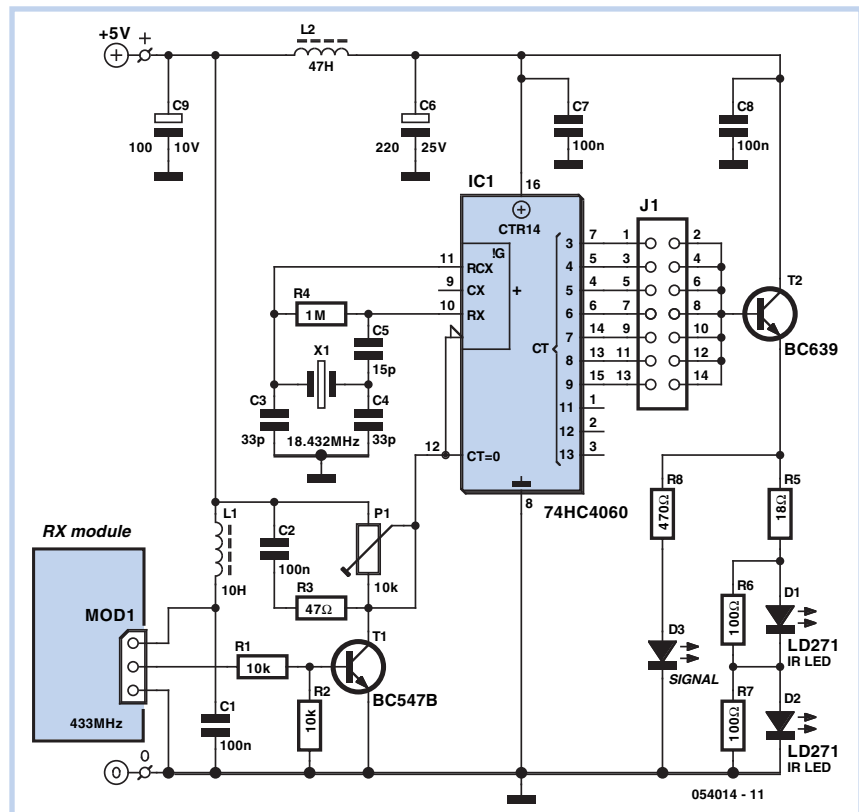 L2
+5V
+
47H
C9
100
10V
C6
220
25V
C7
100n
C8
100n
IC1
16
CTR14
J1
!G
11
RCX
3
7
1
2
9
CX
4
5
3
4
10
RX
+
5
4
5
6
T2
R4
1M
6
6
7
8
C5
15p
7
14
9
10
BC639
X1
CT
8
13
11
12
9
15
13
14
C3
33p
C4
33p
11
1
18.432MHz
12
2
12
CT=0
13
3
8
74HC4060
R8
470Ω
R5
18Ω
RX module
L1
10H
C2
100n
P1
10k
R3
47Ω
R6
100Ω
D1
LD271
IR LED
MOD1
T1
R1
10k
BC547B
D3
SIGNAL
R2
10k
R7
100Ω
D2
LD271
IR LED
433MHz
C1
100n
0
0
054014 - 11